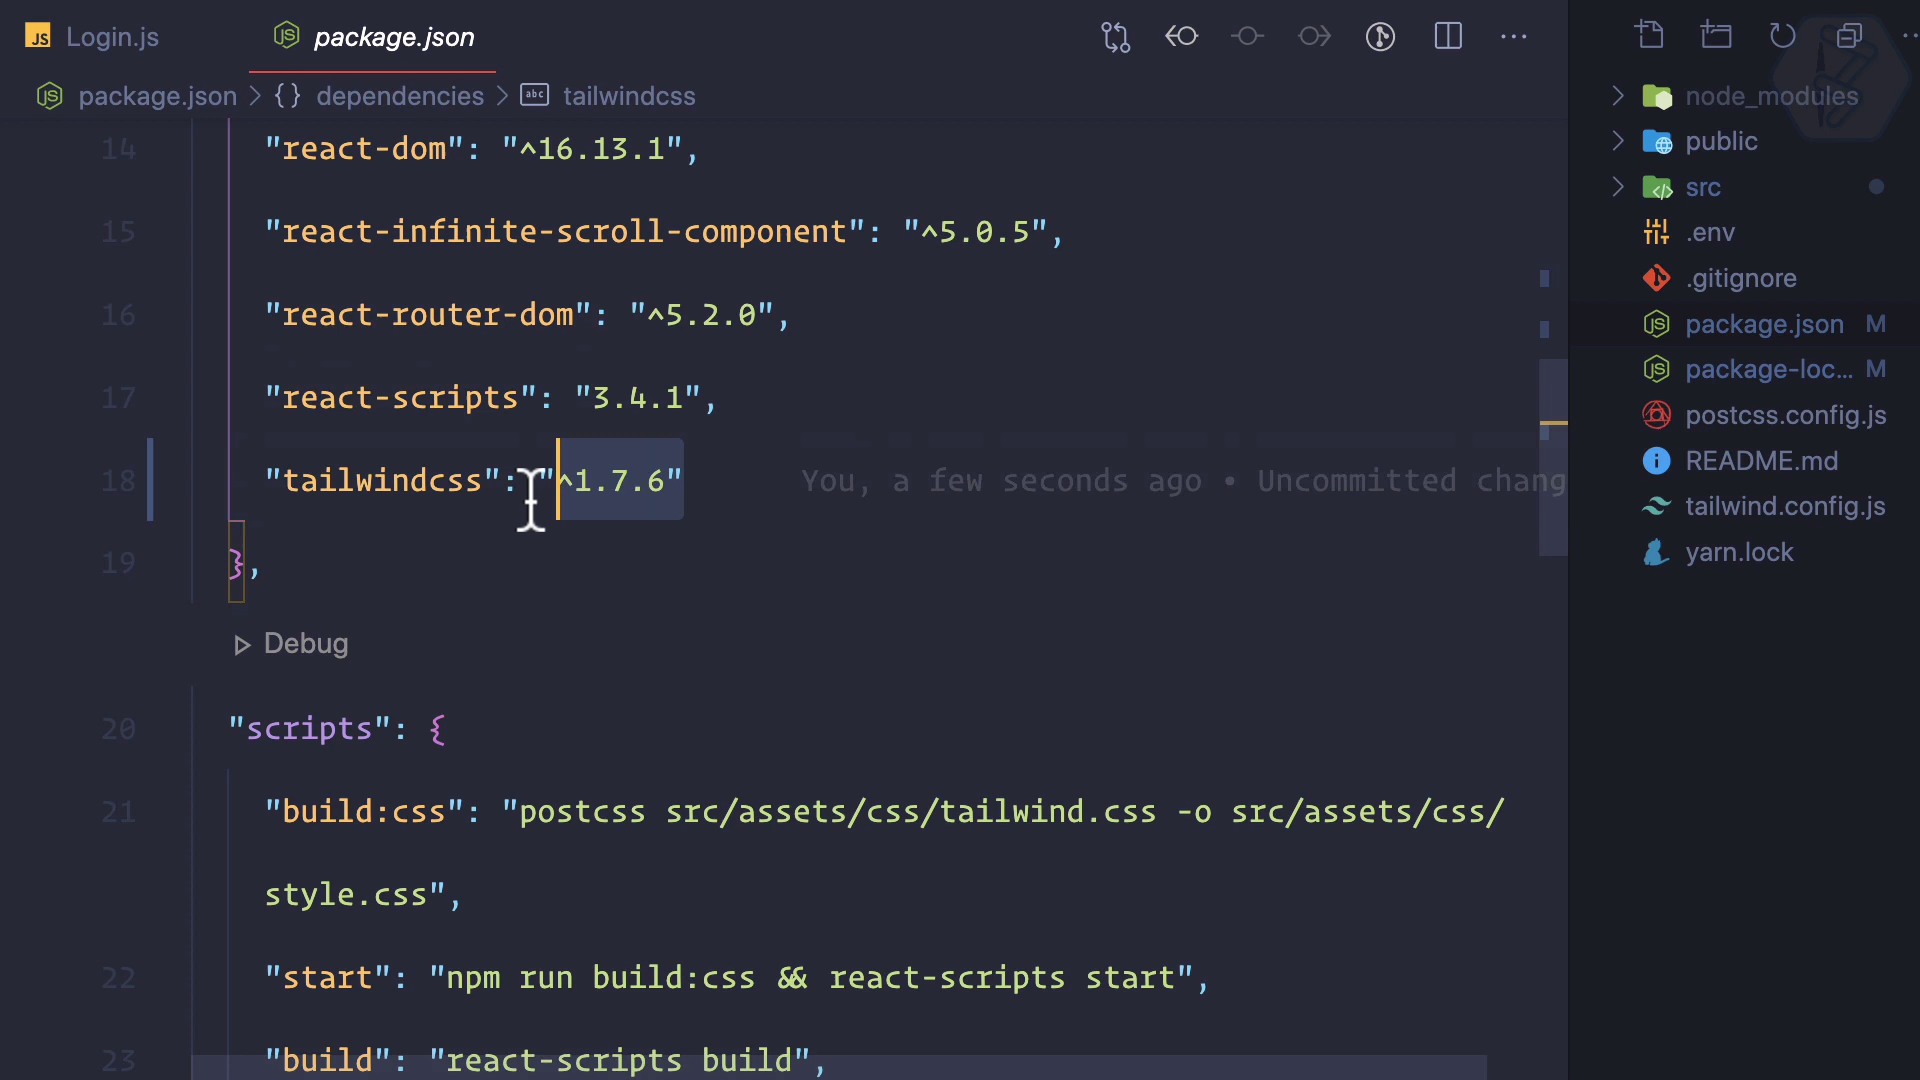 JS Login.js
JS package.json
JS package.json > {} dependencies > abc tailwindcss
14 "react-dom": "^16.13.1",
15 "react-infinite-scroll-component": "^5.0.5",
16 "react-router-dom": "^5.2.0",
17 "react-scripts": "3.4.1",
18 "tailwindcss": "^1.7.6" You, a few seconds ago • Uncommitted chang
19 },
Debug
20 "scripts": {
21 "build:css": "postcss src/assets/css/tailwind.css -o src/assets/css/
style.css",
22 "start": "npm run build:css && react-scripts start",
23 "build": "react-scripts build",
node_modules
public
src
.env
.gitignore
package.json M
package-loc... M
postcss.config.js
README.md
tailwind.config.js
yarn.lock